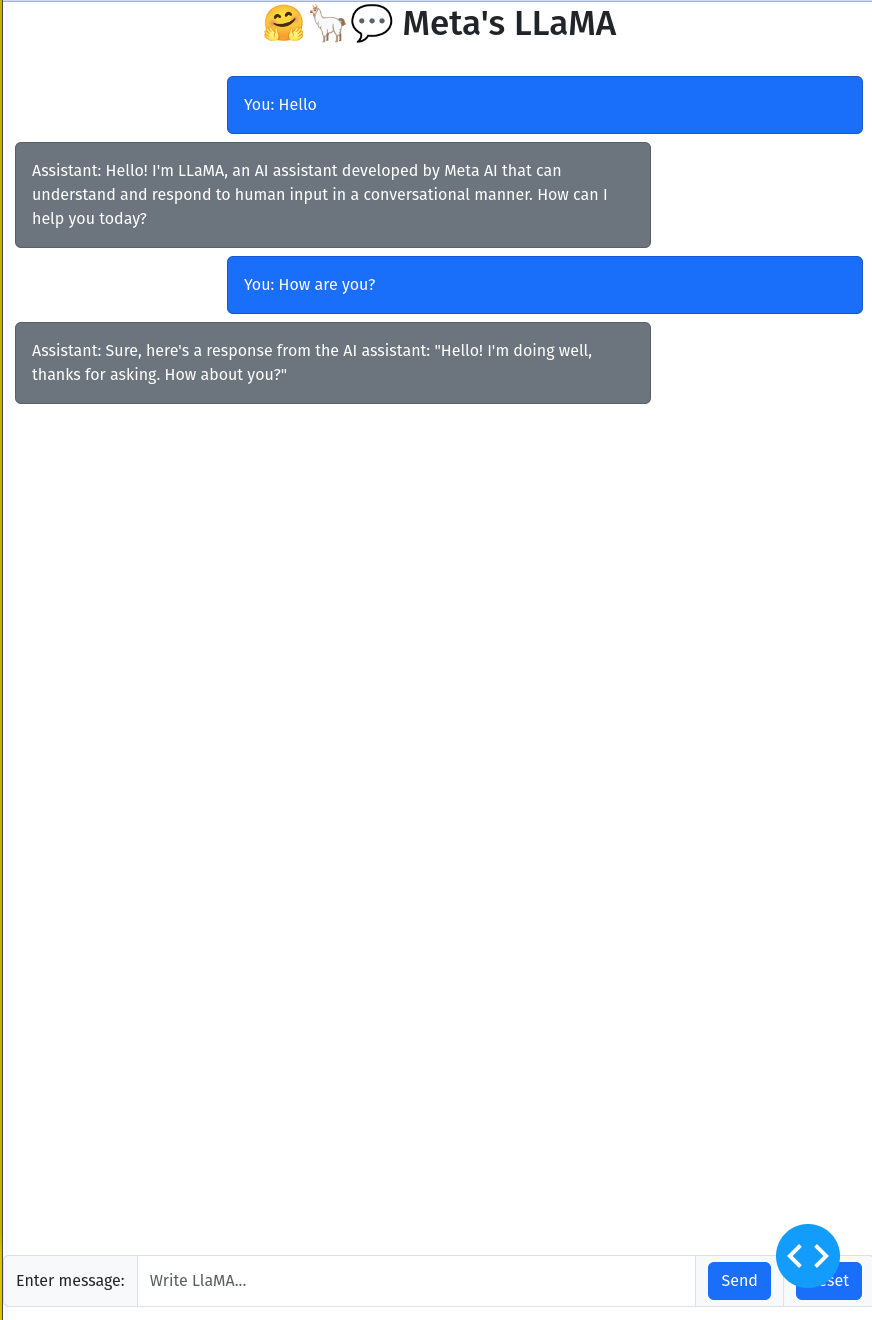 🤗🦙💬 Meta's LLaMA
You: Hello
Assistant: Hello! I'm LLaMA, an AI assistant developed by Meta AI that can
understand and respond to human input in a conversational manner. How can I
help you today?
You: How are you?
Assistant: Sure, here's a response from the AI assistant: "Hello! I'm doing well,
thanks for asking. How about you?"
Enter message:
Write LlaMA...
Send